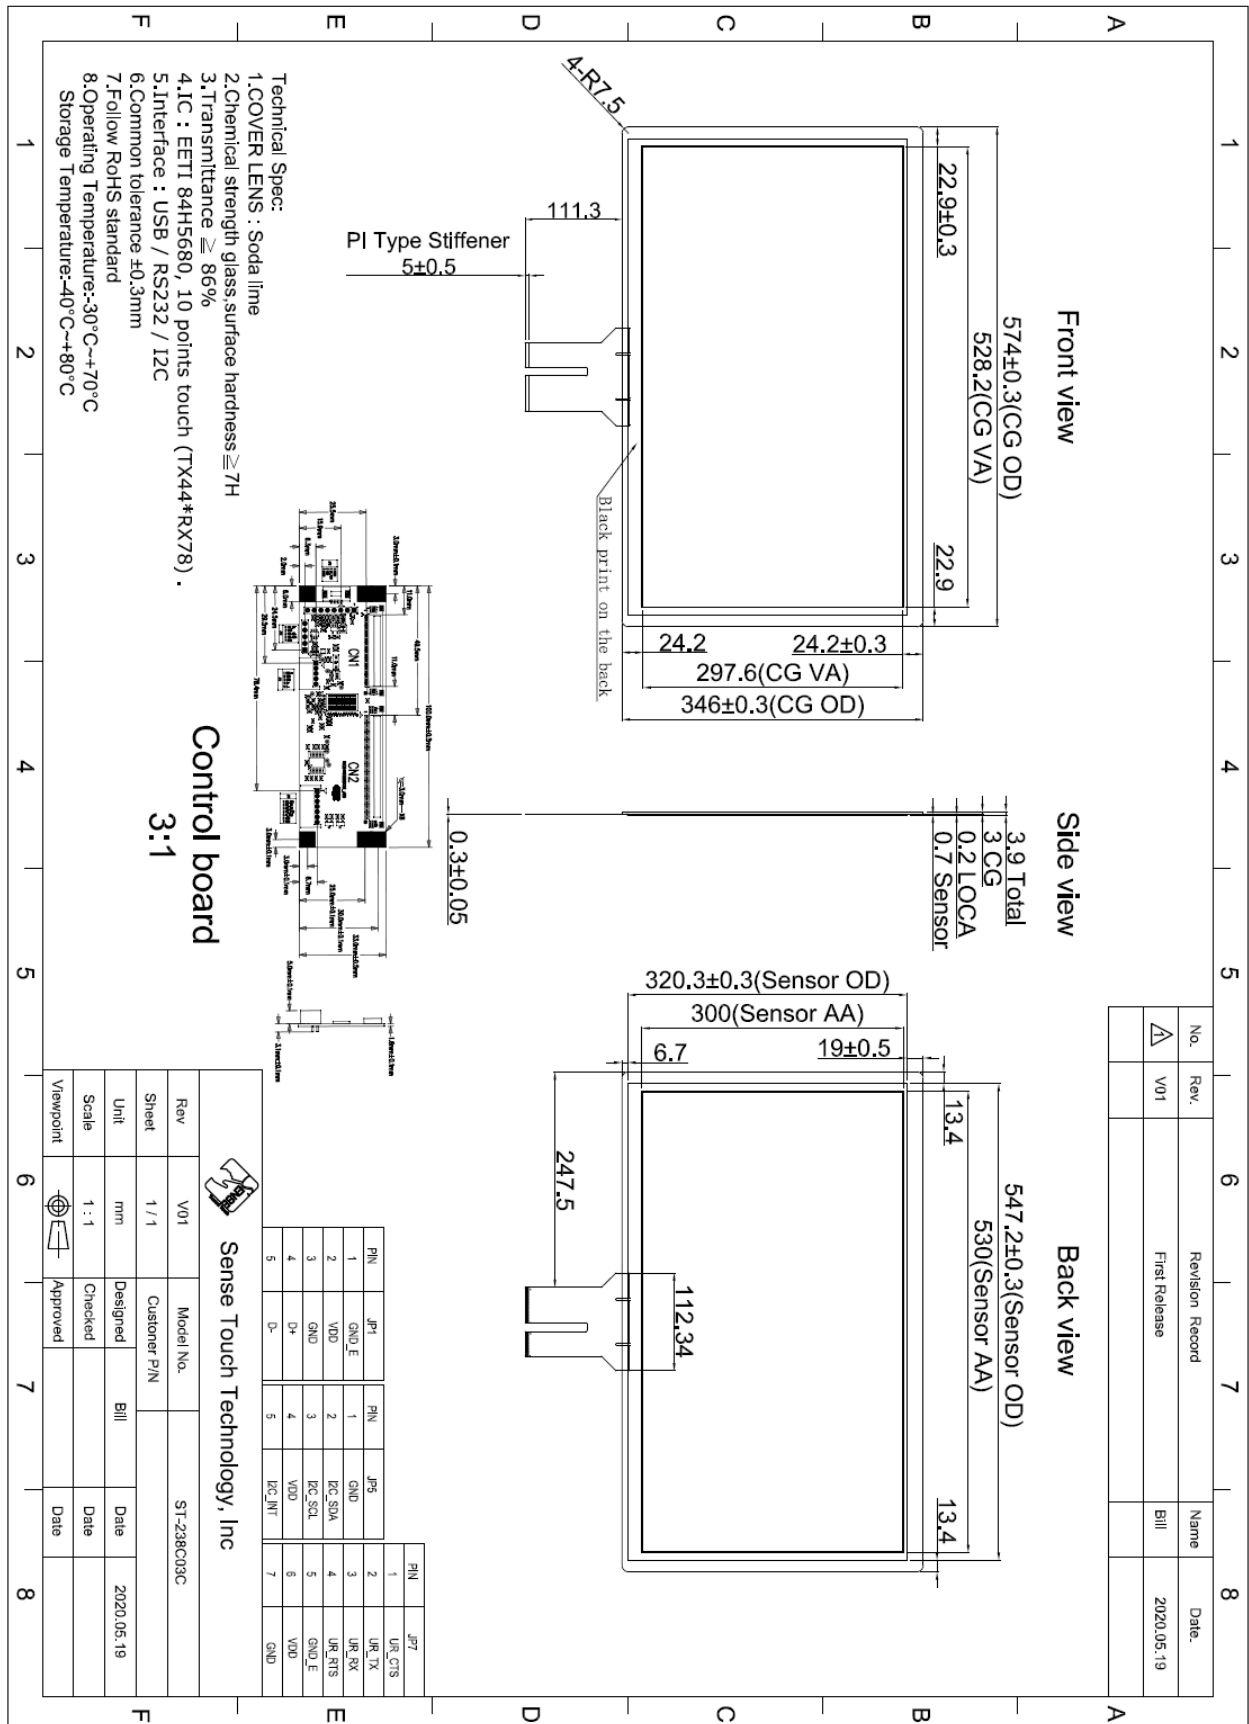 Front view
574±0.3(CG OD)
528.2(CG VA)
22.9±0.3
22.9
4-R7.5
111.3
PI Type Stiffener
5±0.5
24.2
24.2±0.3
297.6(CG VA)
346±0.3(CG OD)
Black print on the back
Side view
3.9 Total
3 CG
0.2 LOCA
0.7 Sensor
0.3±0.05
Back view
547.2±0.3(Sensor OD)
530(Sensor AA)
13.4
13.4
320.3±0.3(Sensor OD)
300(Sensor AA)
6.7
19±0.5
247.5
112.34
No.
Rev.
Revision Record
Name
Date.
1
V01
First Release
Bill
2020.05.19
Technical Spec:
1.COVER LENS : Soda lime
2.Chemical strength glass,surface hardness≧7H
3.Transmittance ≧ 86%
4.IC : EETI 84H5680, 10 points touch (TX44*RX78) .
5.Interface : USB / RS232 / I2C
6.Common tolerance ±0.3mm
7.Follow RoHS standard
8.Operating Temperature:-30°C~+70°C
Storage Temperature:-40°C~+80°C
CN1
CN2
Control board
3:1
PIN JP1
1 GND_E
2 VDD
3 GND
4 D+
5 D-
PIN JP5
1 GND
2 I2C_SDA
3 I2C_SCL
4 VDD
5 I2C_INT
PIN JP7
1 UR_CTS
2 UR_TX
3 UR_RX
4 UR_RTS
5 GND_E
6 VDD
7 GND
Sense Touch Technology, Inc
Rev V01 Model No. ST-238C03C
Sheet 1 / 1 Custoner P/N
Unit mm Designed Bill Date 2020.05.19
Scale 1 : 1 Checked Date
Viewpoint Approved Date
1 2 3 4 5 6 7 8
1 2 3 4 5 6 7 8
A B C D E F
A B C D E F